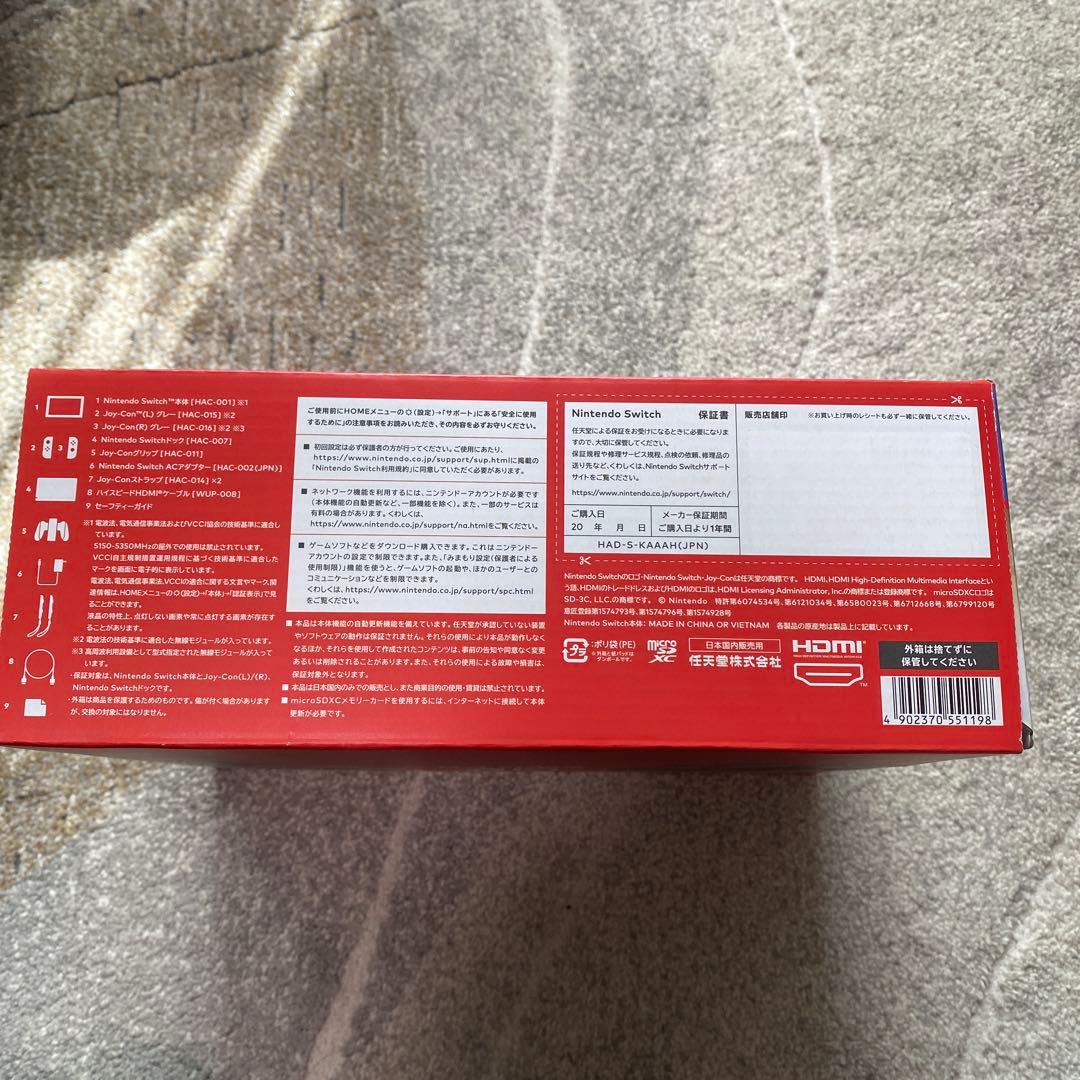 1 Nintendo Switch™本体 [HAC-001] ※1
2 Joy-Con™(L) グレー [HAC-015] ※2
3 Joy-Con(R) グレー [HAC-016] ※2 ※3
4 Nintendo Switchドック [HAC-007]
5 Joy-Conグリップ [HAC-011]
6 Nintendo Switch ACアダプター [HAC-002(JPN)]
7 Joy-Conストラップ [HAC-014] ×2
8 ハイスピードHDMI®ケーブル [WUP-008]
9 セーフティーガイド
※1 電波法、電気通信事業法およびVCCI協会の技術基準に適合し
ています。
5150-5350MHzの屋外での使用は禁止されています。
VCCI自主規制措置運用規程に基づく技術基準に適合した
マークを画面に電子的に表示しています。
電波法、電気通信事業法、VCCIの適合に関する文言やマーク、関
連情報は、HOMEメニューの(設定)→「本体」→「認証表示」で見
ることができます。
液晶の特性上、点灯しない画素や常に点灯する画素が存在す
ることがあります。
※2 電波法の技術基準に適合した無線モジュールが入っています。
※3 高周波利用設備として型式指定された無線モジュールが入って
います。
・保証対象は、Nintendo Switch本体とJoy-Con(L)/(R)、
Nintendo Switchドックです。
・外箱は商品を保護するためのものです。傷が付く場合があります
が、交換の対象にはなりません。
1
2
3
4
5
6
7
8
9
ご使用前にHOMEメニューの(設定)→「サポート」にある「安全に使用
するために」の注意事項をお読みいただき、その内容を必ずお守りください。
■ 初回設定は必ず保護者の方が行ってください。ご使用にあたり、
https://www.nintendo.co.jp/support/sup.html掲載の
「Nintendo Switch利用規約」に同意していただく必要があります。
■ ネットワーク機能を利用するには、ニンテンドーアカウントが必要です
(本体機能の自動更新など、一部機能を除く)。また、一部のサービスは
有料の場合があります。くわしくは、
https://www.nintendo.co.jp/support/na.htmlをご覧ください。
■ ゲームソフトなどをダウンロード購入できます。これはニンテンドー
アカウントの設定で制限できます。また、「みまもり設定(保護者による
使用制限)」機能を使うと、ゲームソフトの起動や、ほかのユーザーとの
コミュニケーションなどを制限できます。
くわしくは、https://www.nintendo.co.jp/support/spc.html
をご覧ください。
■ 本品は本体機能の自動更新機能を備えています。任天堂が承認していない装置
やソフトウェアの動作は保証されません。それらの使用により本品が動作しなく
なるほか、それらを使用して作成されたコンテンツは、事前の告知や同意なく変更
あるいは削除されることがあります。また、それらの使用による故障や損害は、
保証対象外となります。
■ 本品は日本国内のみでの販売とし、また商業目的の使用・賃貸は禁止されています。
■ microSDXCメモリーカードを使用するには、インターネットに接続して本体
更新が必要です。
Nintendo Switch 保証書
任天堂による保証をお受けになるときに必要になりま
すので、大切に保管してください。
保証規程や修理サービス規程、点検の依頼、修理品の
送り先など、くわしくは、Nintendo Switchサポート
サイトをご覧ください。
https://www.nintendo.co.jp/support/switch/
ご購入日
20 年 月 日
メーカー保証期間
ご購入日より1年間
HAD-S-KAAAH(JPN)
販売店舗印 ※お買い上げ時のレシートも必ず一緒に保管してください。
Nintendo Switchのロゴ・Nintendo Switch・Joy-Conは任天堂の商標です。 HDMI、HDMI High-Definition Multimedia Interfaceとい
う語、HDMIのトレードドレスおよびHDMIのロゴは、HDMI Licensing Administrator, Inc.の商標または登録商標です。 microSDXCロゴは
SD-3C, LLC.の商標です。 © Nintendo 特許第6074534号、第6121034号、第6580023号、第6712668号、第6799120号
意匠登録第1574793号、第1574796号、第1574928号
Nintendo Switch本体: MADE IN CHINA OR VIETNAM 各製品の原産地は製品上に記載しています。
プラ
:ポリ袋(PE)
※外箱と紙パッドは
ダンボールです。
micro SD XC
日本国内販売用
任天堂株式会社
HDMI
HIGH-DEFINITION MULTIMEDIA INTERFACE
TM
外箱は捨てずに
保管してください
4 902370 551198